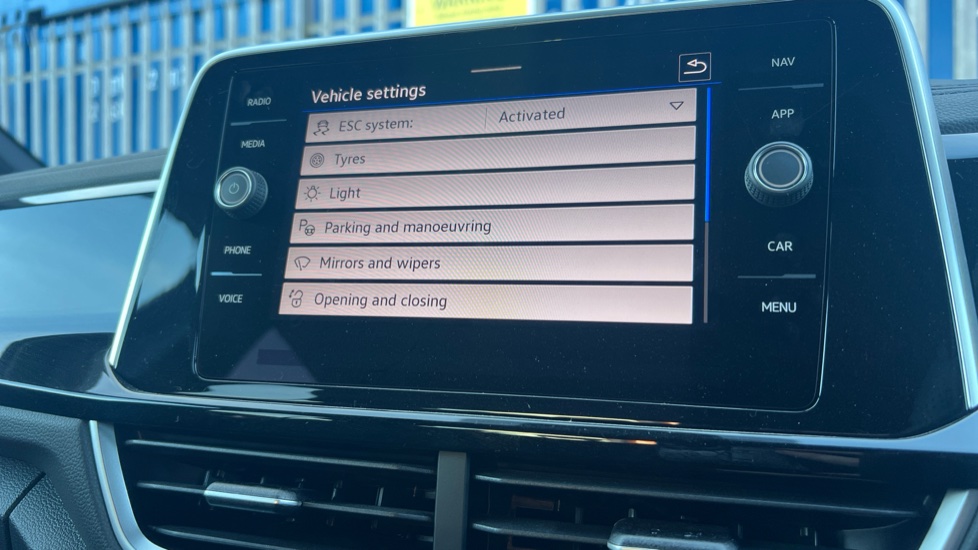 RADIO
MEDIA
PHONE
VOICE
Vehicle settings
ESC system: Activated
Tyres
Light
Parking and manoeuvring
Mirrors and wipers
Opening and closing
NAV
APP
CAR
MENU